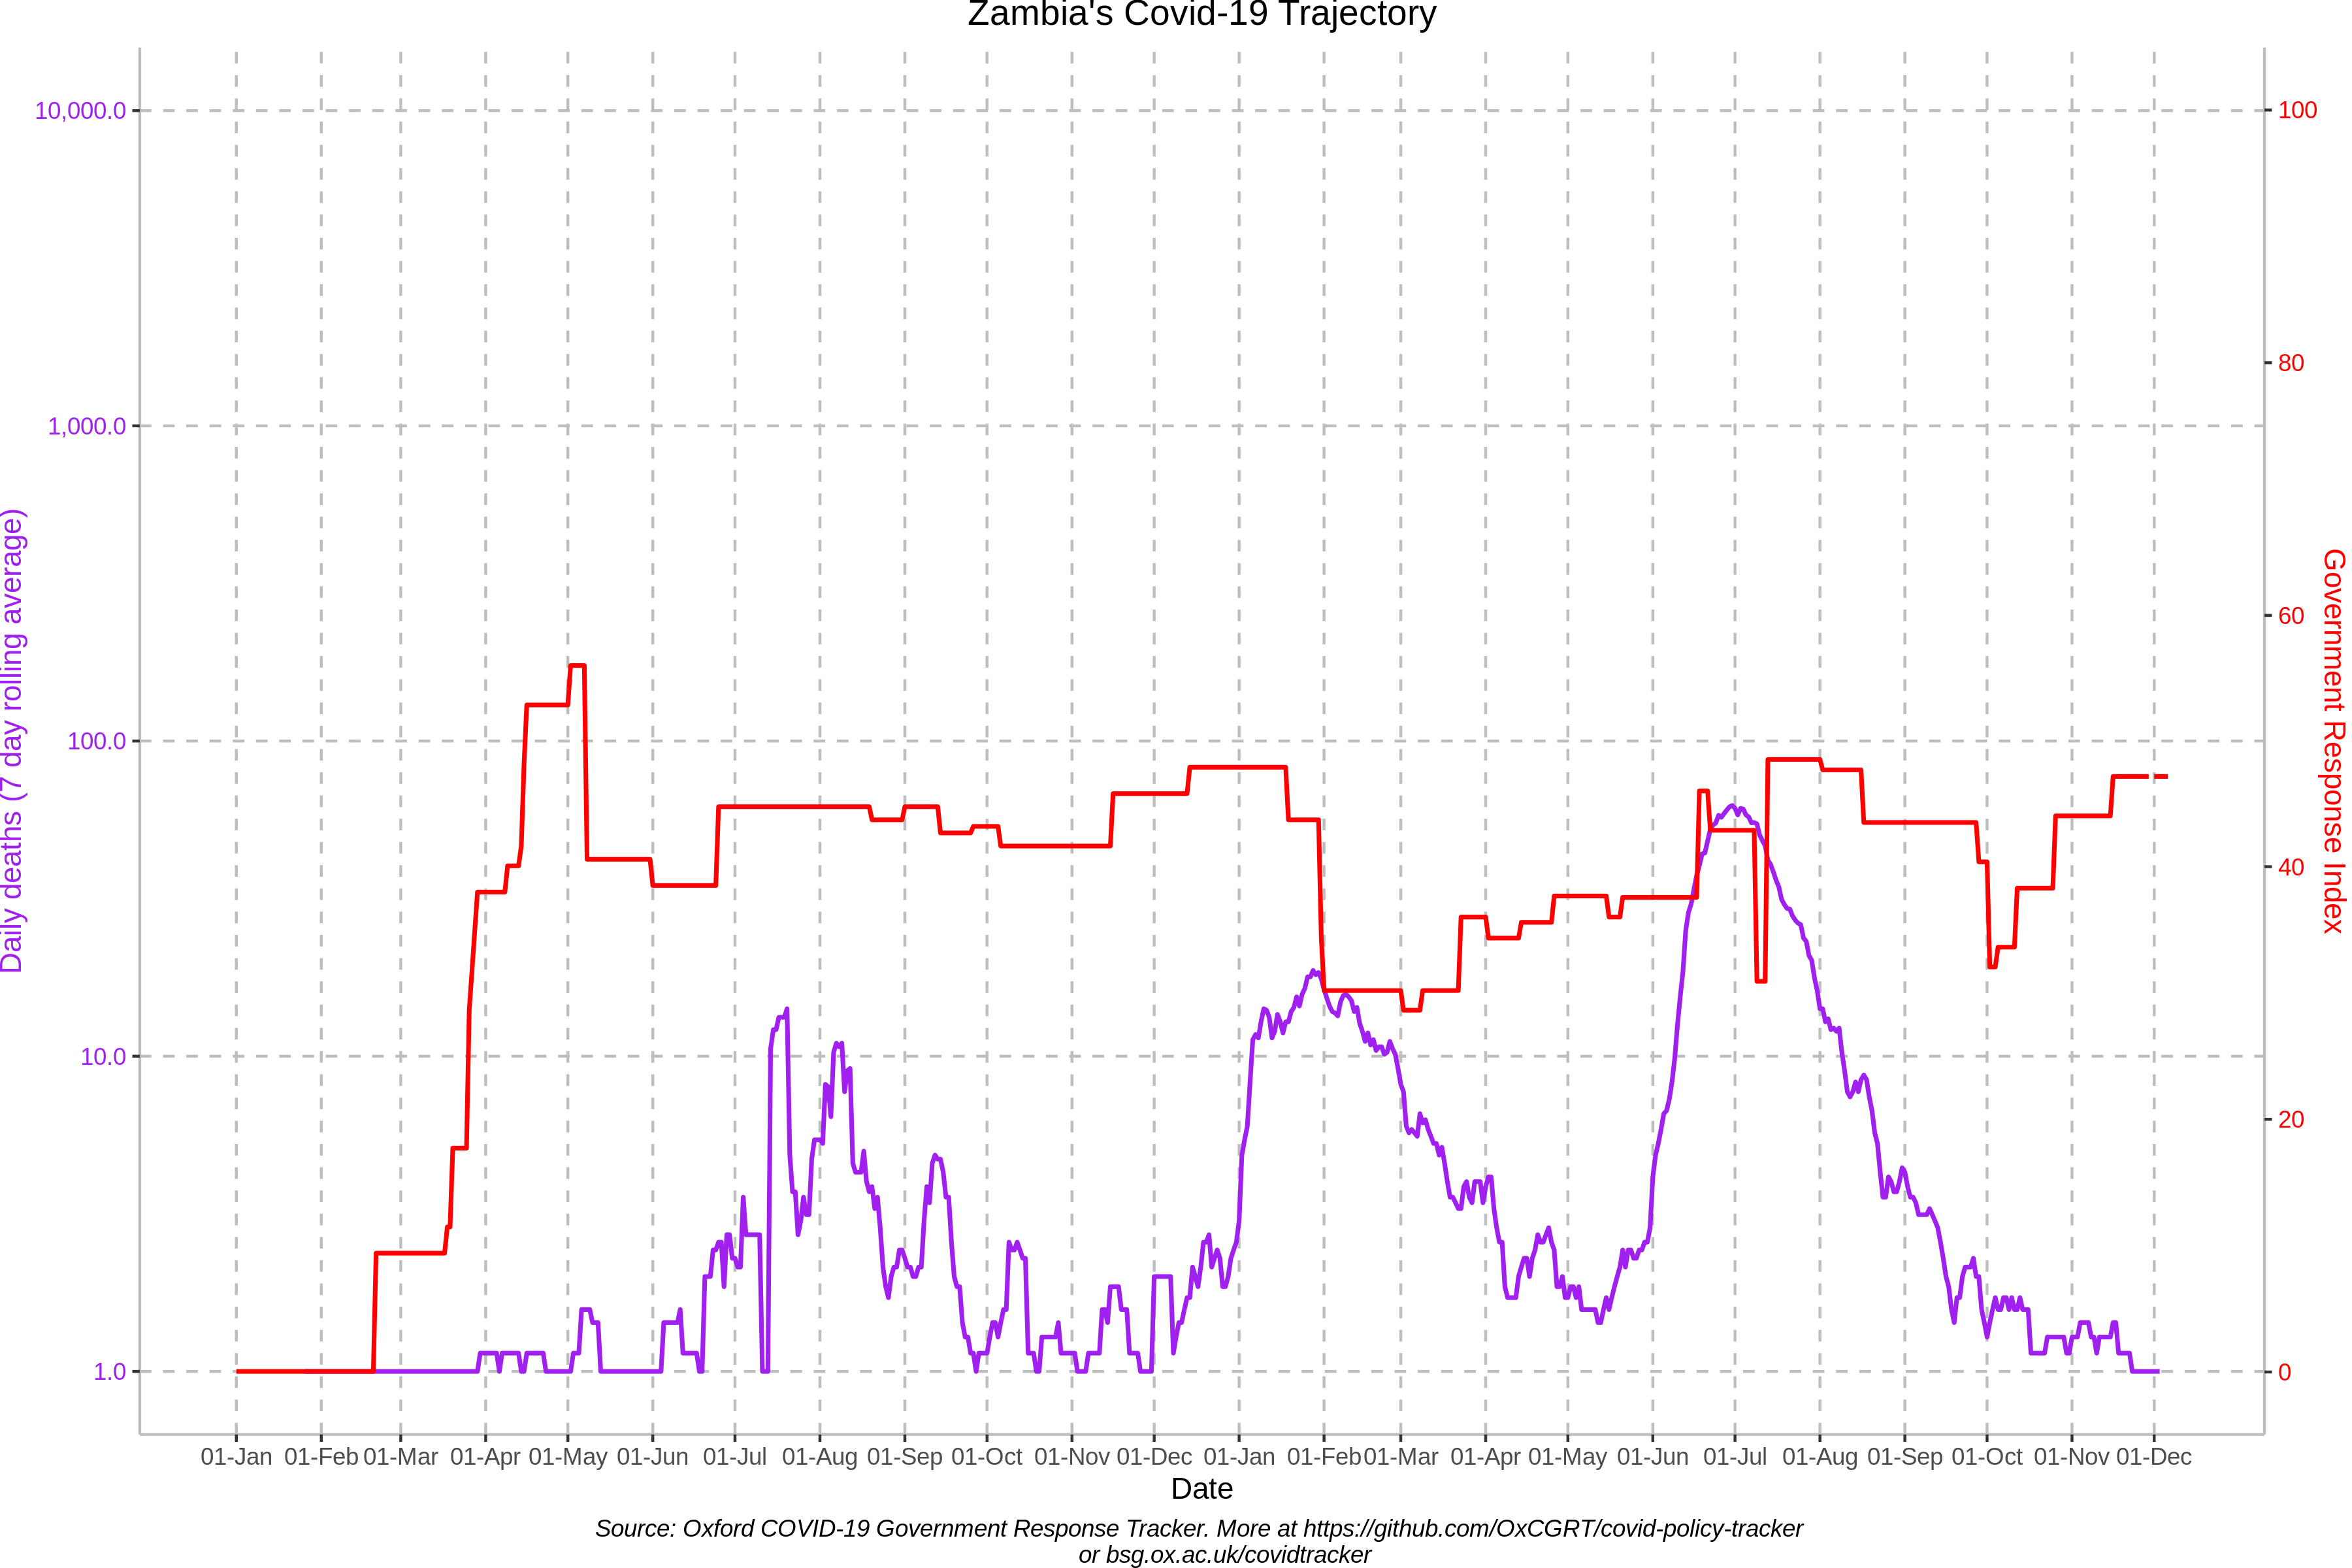 Zambia's Covid-19 Trajectory
10,000.0
1,000.0
100.0
10.0
1.0
Daily deaths (7 day rolling average)
100
80
60
40
20
0
Government Response Index
01-Jan 01-Feb 01-Mar 01-Apr 01-May 01-Jun 01-Jul 01-Aug 01-Sep 01-Oct 01-Nov 01-Dec 01-Jan 01-Feb 01-Mar 01-Apr 01-May 01-Jun 01-Jul 01-Aug 01-Sep 01-Oct 01-Nov 01-Dec
Date
Source: Oxford COVID-19 Government Response Tracker. More at https://github.com/OxCGRT/covid-policy-tracker
or bsg.ox.ac.uk/covidtracker